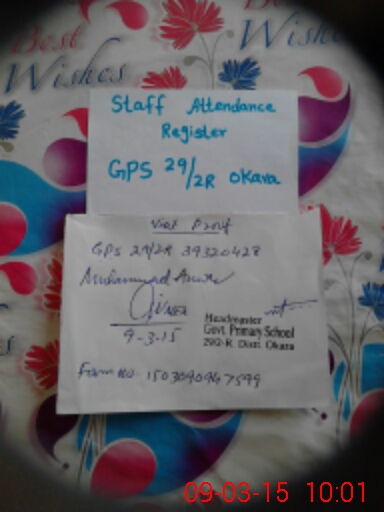 Best
Wishes
Best
Wishes
Staff Attendance
Register
GPS 29/2R Okara
Visit Proof
GPS 29/2R 39320428
Muhammad
9-3-15
Headmaster
Govt. Primary School
29/2-R. Distt. Okara
Form no. 1503090947599
09-03-15 10:01